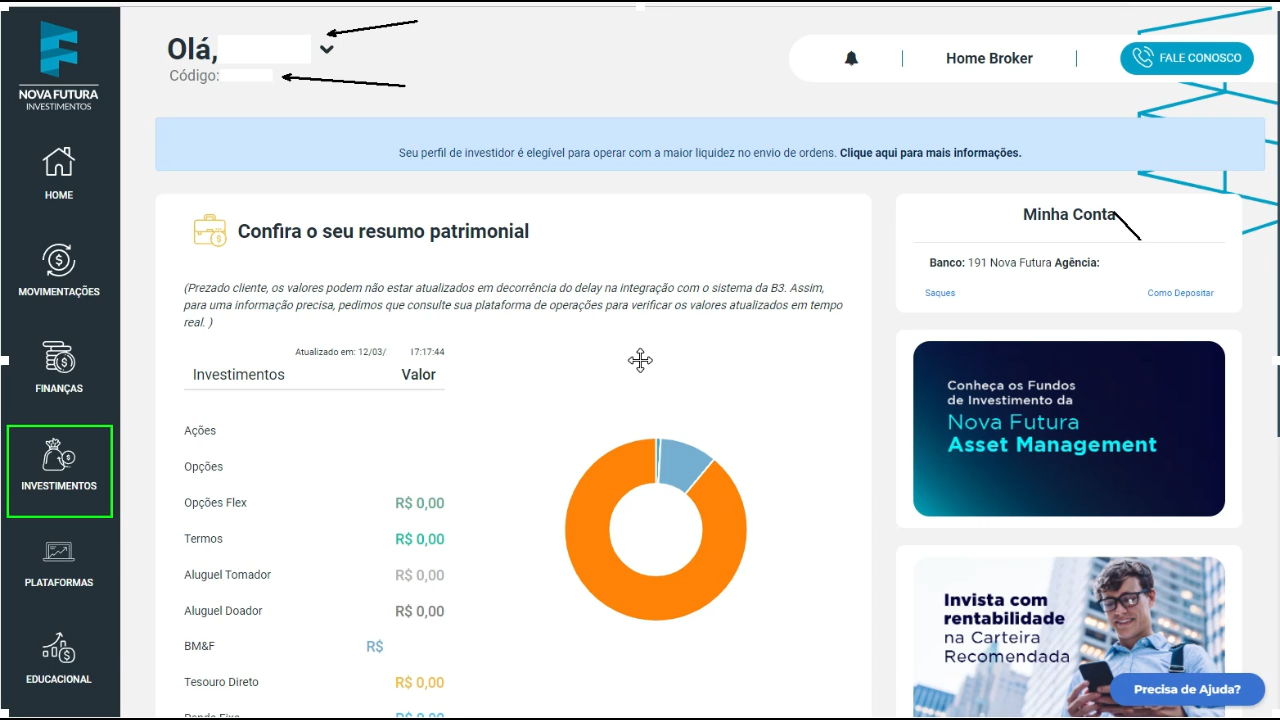 NOVA FUTURA
INVESTIMENTOS
HOME
MOVIMENTAÇÕES
FINANÇAS
INVESTIMENTOS
PLATAFORMAS
EDUCACIONAL
Olá,
Código:
Home Broker
FALE CONOSCO
Seu perfil de investidor é elegível para operar com a maior liquidez no envio de ordens. Clique aqui para mais informações.
Confira o seu resumo patrimonial
(Prezado cliente, os valores podem não estar atualizados em decorrência do delay na integração com o sistema da B3. Assim,
para uma informação precisa, pedimos que consulte sua plataforma de operações para verificar os valores atualizados em tempo
real. )
Atualizado em: 12/03/ 17:17:44
Investimentos Valor
Ações
Opções
Opções Flex R$ 0,00
Termos R$ 0,00
Aluguel Tomador R$ 0,00
Aluguel Doador R$ 0,00
BM&F R$
Tesouro Direto R$ 0,00
Renda Fixa R$ 0,00
Minha Conta
Banco: 191 Nova Futura Agência:
Saques Como Depositar
Conheça os Fundos
de Investimento da
Nova Futura
Asset Management
Invista com
rentabilidade
na Carteira
Recomendada
Precisa de Ajuda?